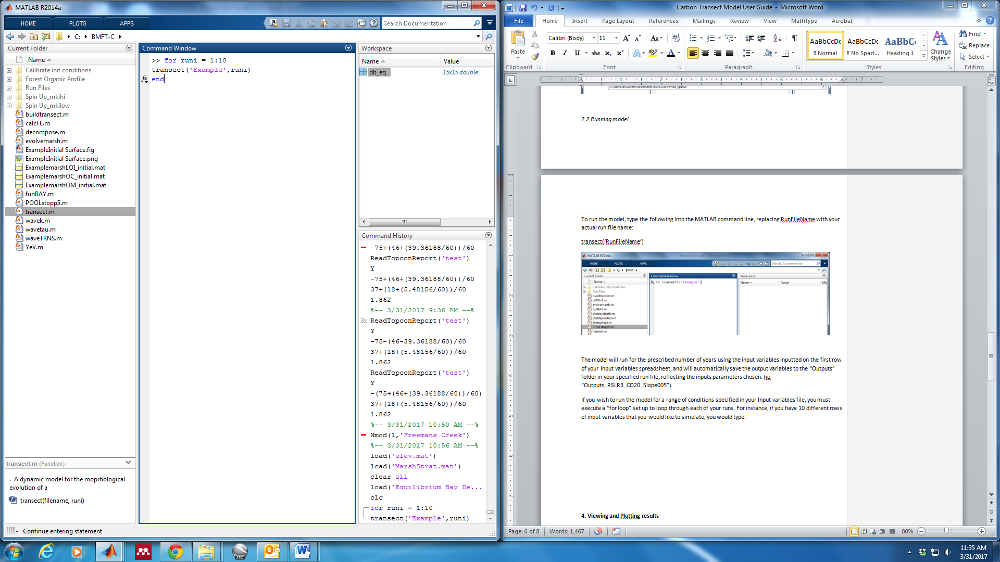 MATLAB R2014a
HOME
PLOTS
APPS
Search Documentation
C:
BMFT-C
Current Folder
Name
Calibrate init conditions
Forest Organic Profile
Run Files
Spin Up_mkihi
Spin Up_mkilow
buildtransect.m
calcFE.m
decompose.m
evolvemarsh.m
ExampleInitial Surface.fig
ExampleInitial Surface.png
ExamplemarshLOI_initial.mat
ExamplemarshOC_initial.mat
ExamplemarshOM_initial.mat
funBAY.m
POOLstopp5.m
transect.m
wavek.m
wavetau.m
waveTRNS.m
YeV.m
transect.m (Function)
. A dynamic model for the moprhological
evolution of a
transect(filename, runi)
Continue entering statement
Command Window
>> for runi = 1:10
transect('Example',runi)
fx end
Workspace
Name Value
db_eq 15x15 double
Command History
-75+(46+(39.36188/60))/60
ReadTopconReport('test')
Y
-75+(46+(39.36188/60))/60
37+(18+(5.48156/60))/60
1.862
%-- 3/31/2017 9:36 AM --%
3x ReadTopconReport('test')
Y
-75-(46-39.36188/60)/60
37+(18+(5.48156/60))/60
1.862
ReadTopconReport('test')
Y
-(75+(46+(39.36188/60))/60)
37+(18+(5.48156/60))/60
1.862
%-- 3/31/2017 10:50 AM --%
Nmod(1,'Freemans Creek')
%-- 3/31/2017 10:56 AM --%
load('elev.mat')
load('MarshStrat.mat')
clear all
load('Equilibrium Bay De...
clc
for runi = 1:10
transect('Example',runi)
Carbon Transect Model User Guide - Microsoft Word
File Home Insert Page Layout References Mailings Review View MathType Acrobat
Paste
Calibri (Body) 11
AaBbCcDc
¶ Normal
AaBbCcDc
¶ No Spaci...
AaBbC
Heading 1
Change
Styles
Find
Replace
Select
Clipboard Font Paragraph Styles Editing
1 1 2 3 4 5 6 7
C:\Users\dcwalters\Documents\MATLAB\Nmod_Spatial
2.2 Running model
To run the model, type the following into the MATLAB command line, replacing RunFileName with your
actual run file name:
transect('RunFileName')
MATLAB R2014a
HOME PLOTS APPS
Search Documentation
C: BMFT
Current Folder
Name
Calibrate init conditions
Run Files
buildtransect.m
dMWvT.m
evolvemarsh.m
funBAY.m
plotbaydepth.m
plotdeposition.m
plotsurface.m
POOLstopp5.m
transect.m
Command Window
fx >> transect('Example')
Workspace
Name Value Mi
The model will run for the prescribed number of years using the input variables inputted on the first row
of your Input variables spreadsheet, and will automatically save the output variables to the “Outputs”
folder in your specified run file, reflecting the inputs parameters chosen. (ie-
“Outputs_RSLR3_CO20_Slope005”).
If you wish to run the model for a range of conditions specified in your Input variables file, you must
execute a “for loop” set up to loop through each of your runs. For instance, if you have 10 different rows
of input variables that you would like to simulate, you would type:
4. Viewing and Plotting results
Page: 6 of 8
Words: 1,467
80%
PRO
11:35 AM
3/31/2017